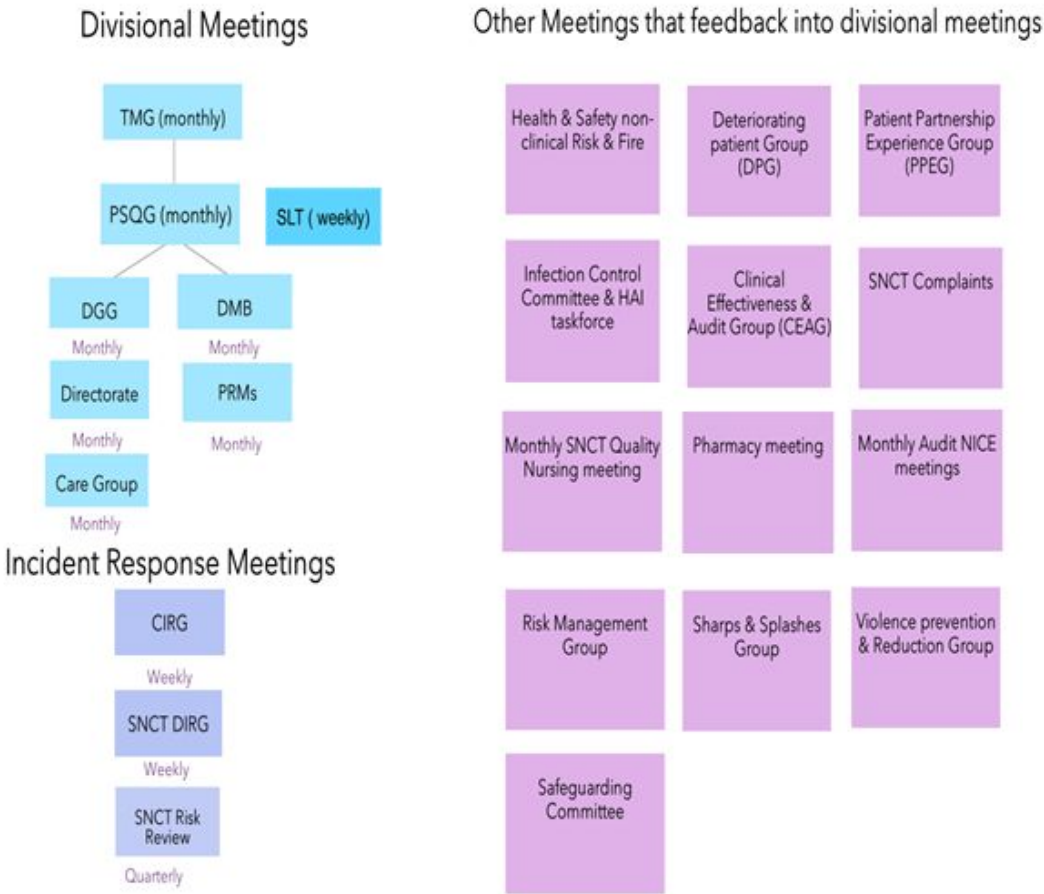 Divisional Meetings
TMG (monthly)
PSQG (monthly)
SLT ( weekly)
DGG
Monthly
DMB
Monthly
Directorate
Monthly
PRMs
Monthly
Care Group
Monthly
Incident Response Meetings
CIRG
Weekly
SNCT DIRG
Weekly
SNCT Risk
Review
Quarterly
Other Meetings that feedback into divisional meetings
Health & Safety non-
clinical Risk & Fire
Deteriorating
patient Group
(DPG)
Patient Partnership
Experience Group
(PPEG)
Infection Control
Committee & HAI
taskforce
Clinical
Effectiveness &
Audit Group (CEAG)
SNCT Complaints
Monthly SNCT Quality
Nursing meeting
Pharmacy meeting
Monthly Audit NICE
meetings
Risk Management
Group
Sharps & Splashes
Group
Violence prevention
& Reduction Group
Safeguarding
Committee